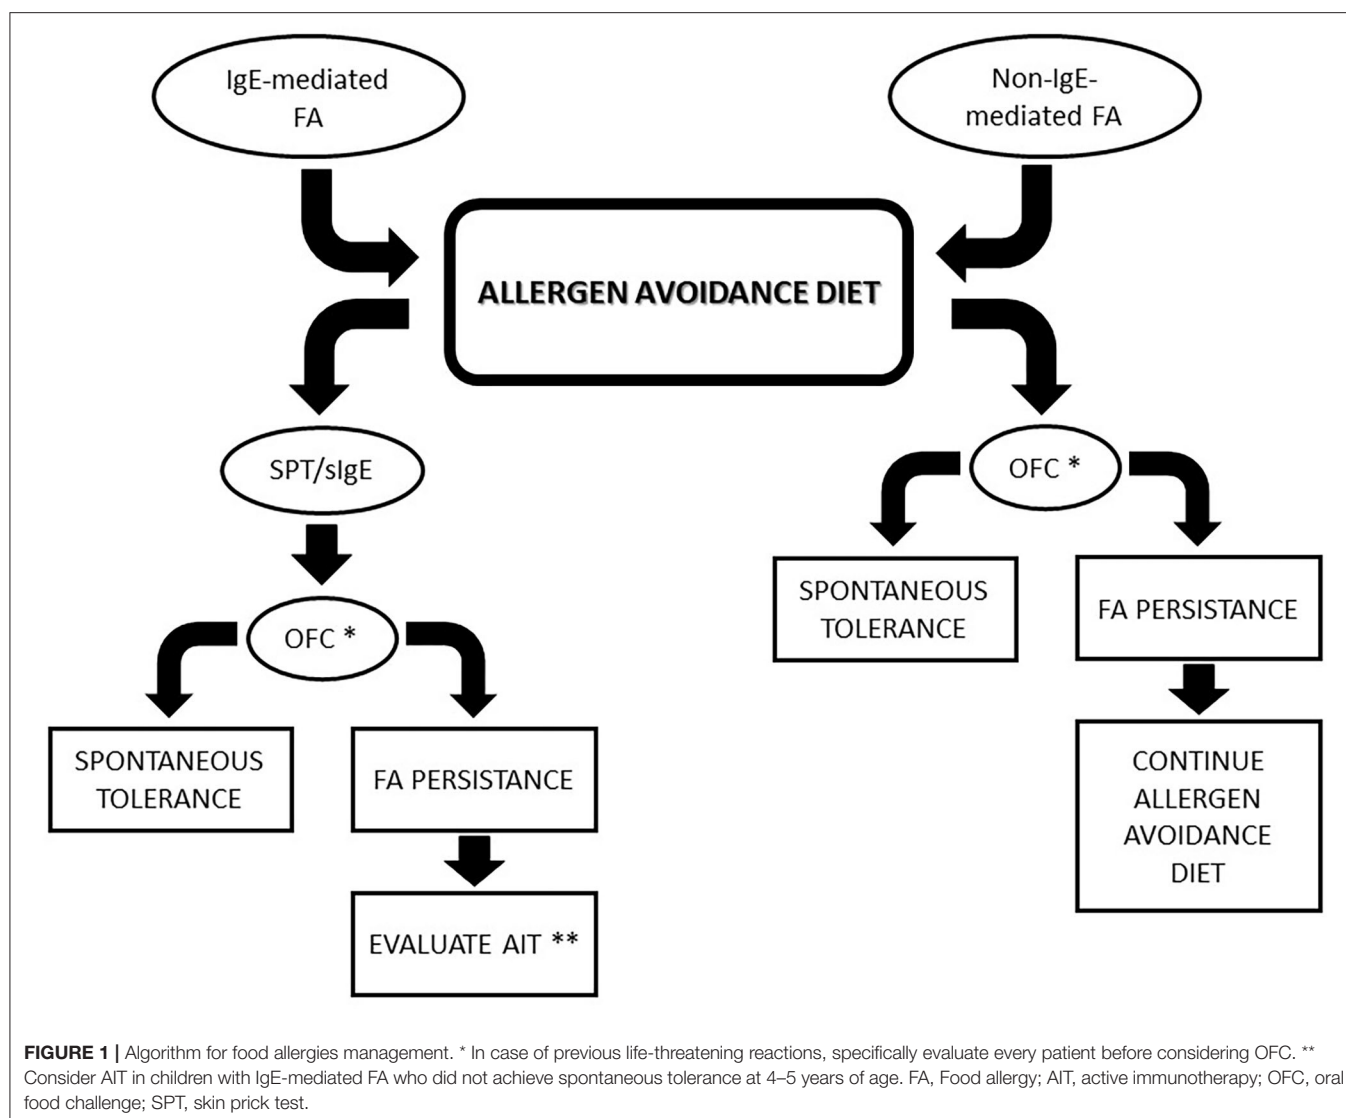 IgE-mediated
FA
Non-IgE-
mediated FA
ALLERGEN AVOIDANCE DIET
SPT/sIgE
OFC *
SPONTANEOUS
TOLERANCE
FA PERSISTANCE
EVALUATE AIT **
OFC *
SPONTANEOUS
TOLERANCE
FA PERSISTANCE
CONTINUE
ALLERGEN
AVOIDANCE
DIET
FIGURE 1 | Algorithm for food allergies management. * In case of previous life-threatening reactions, specifically evaluate every patient before considering OFC. **
Consider AIT in children with IgE-mediated FA who did not achieve spontaneous tolerance at 4–5 years of age. FA, Food allergy; AIT, active immunotherapy; OFC, oral
food challenge; SPT, skin prick test.